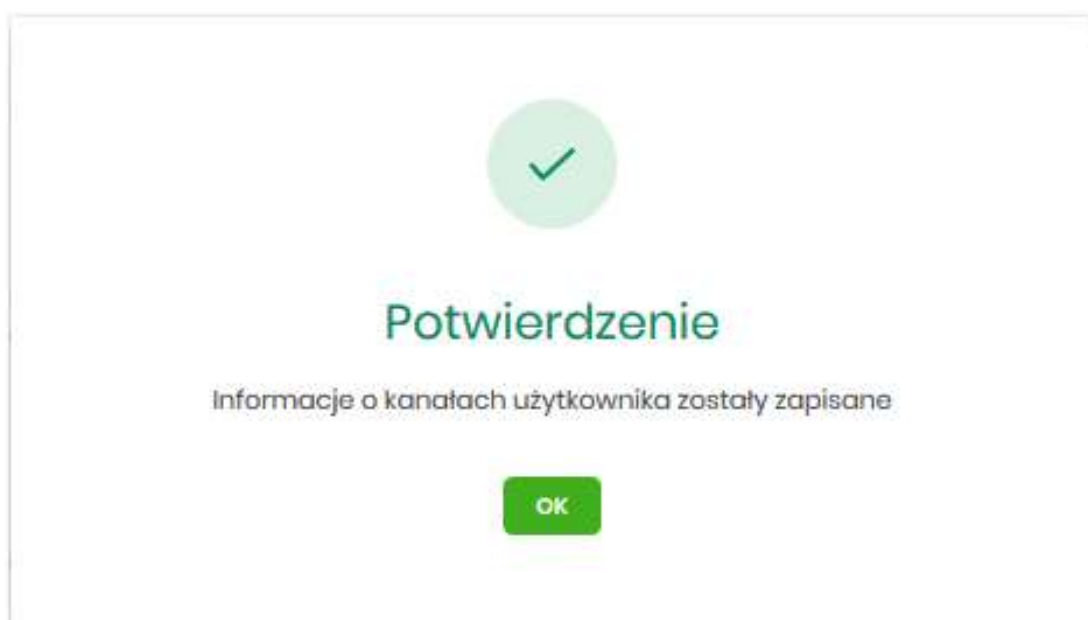 Potwierdzenie
Informacje o kanałach użytkownika zostały zapisane
OK